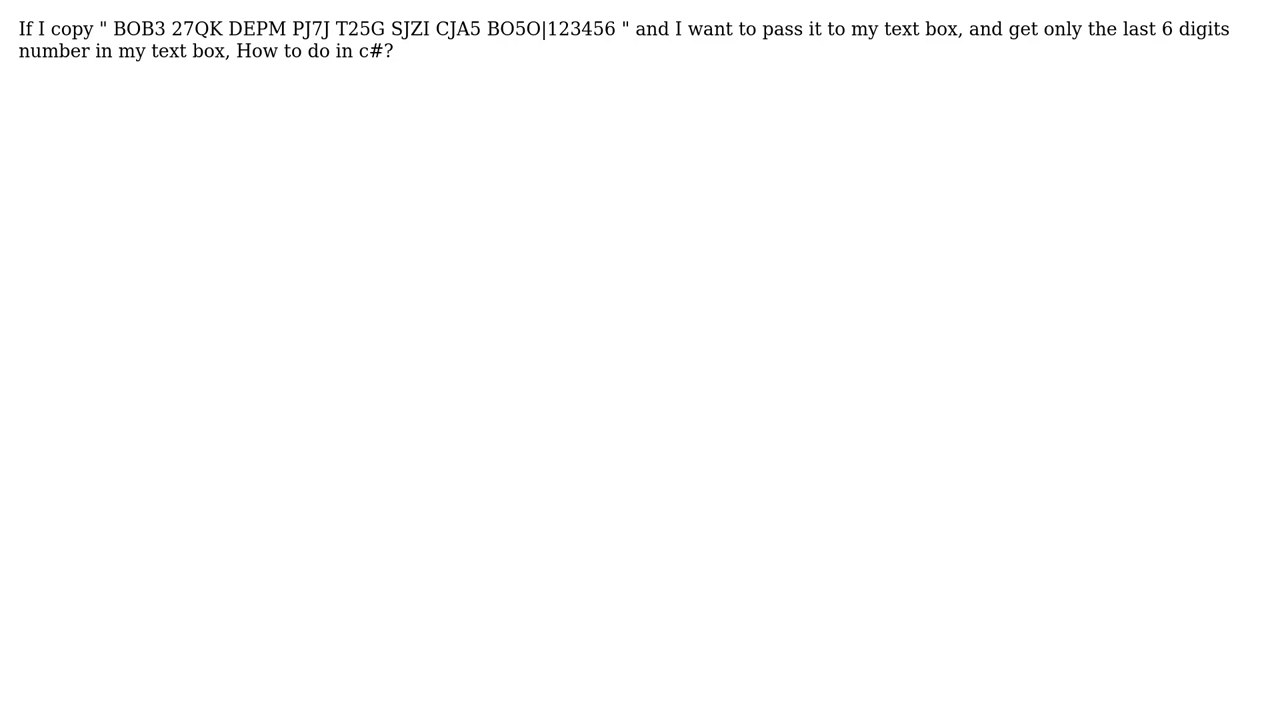 If I copy " BOB3 27QK DEPM PJ7J T25G SJZI CJA5 BO5O|123456 " and I want to pass it to my text box, and get only the last 6 digits
number in my text box, How to do in c#?